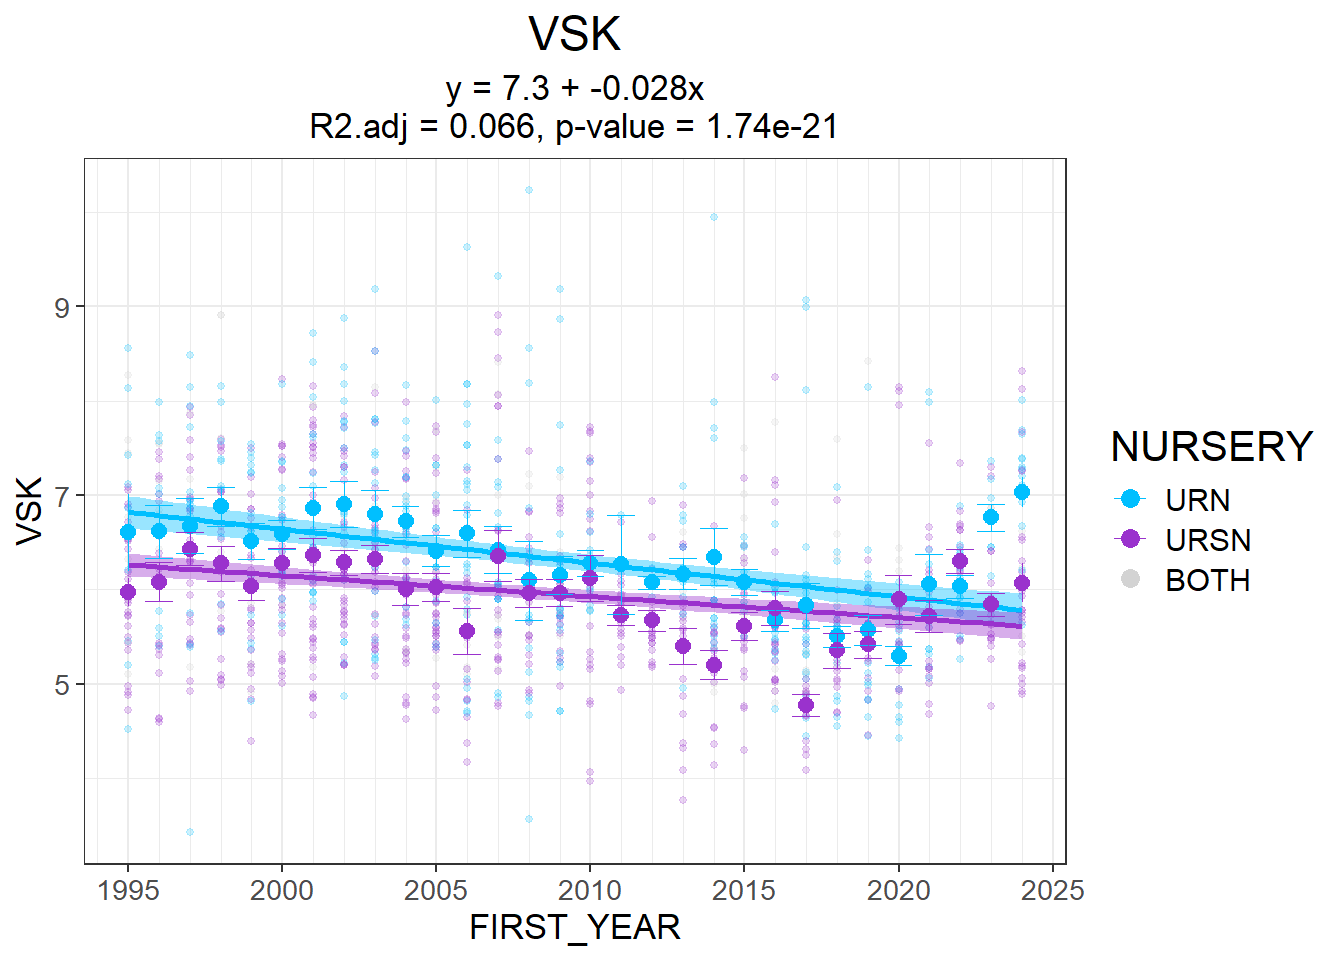 VSK
y = 7.3 + -0.028x
R2.adj = 0.066, p-value = 1.74e-21
VSK
9
7
5
1995 2000 2005 2010 2015 2020 2025
FIRST_YEAR
NURSERY
URN
URSN
BOTH